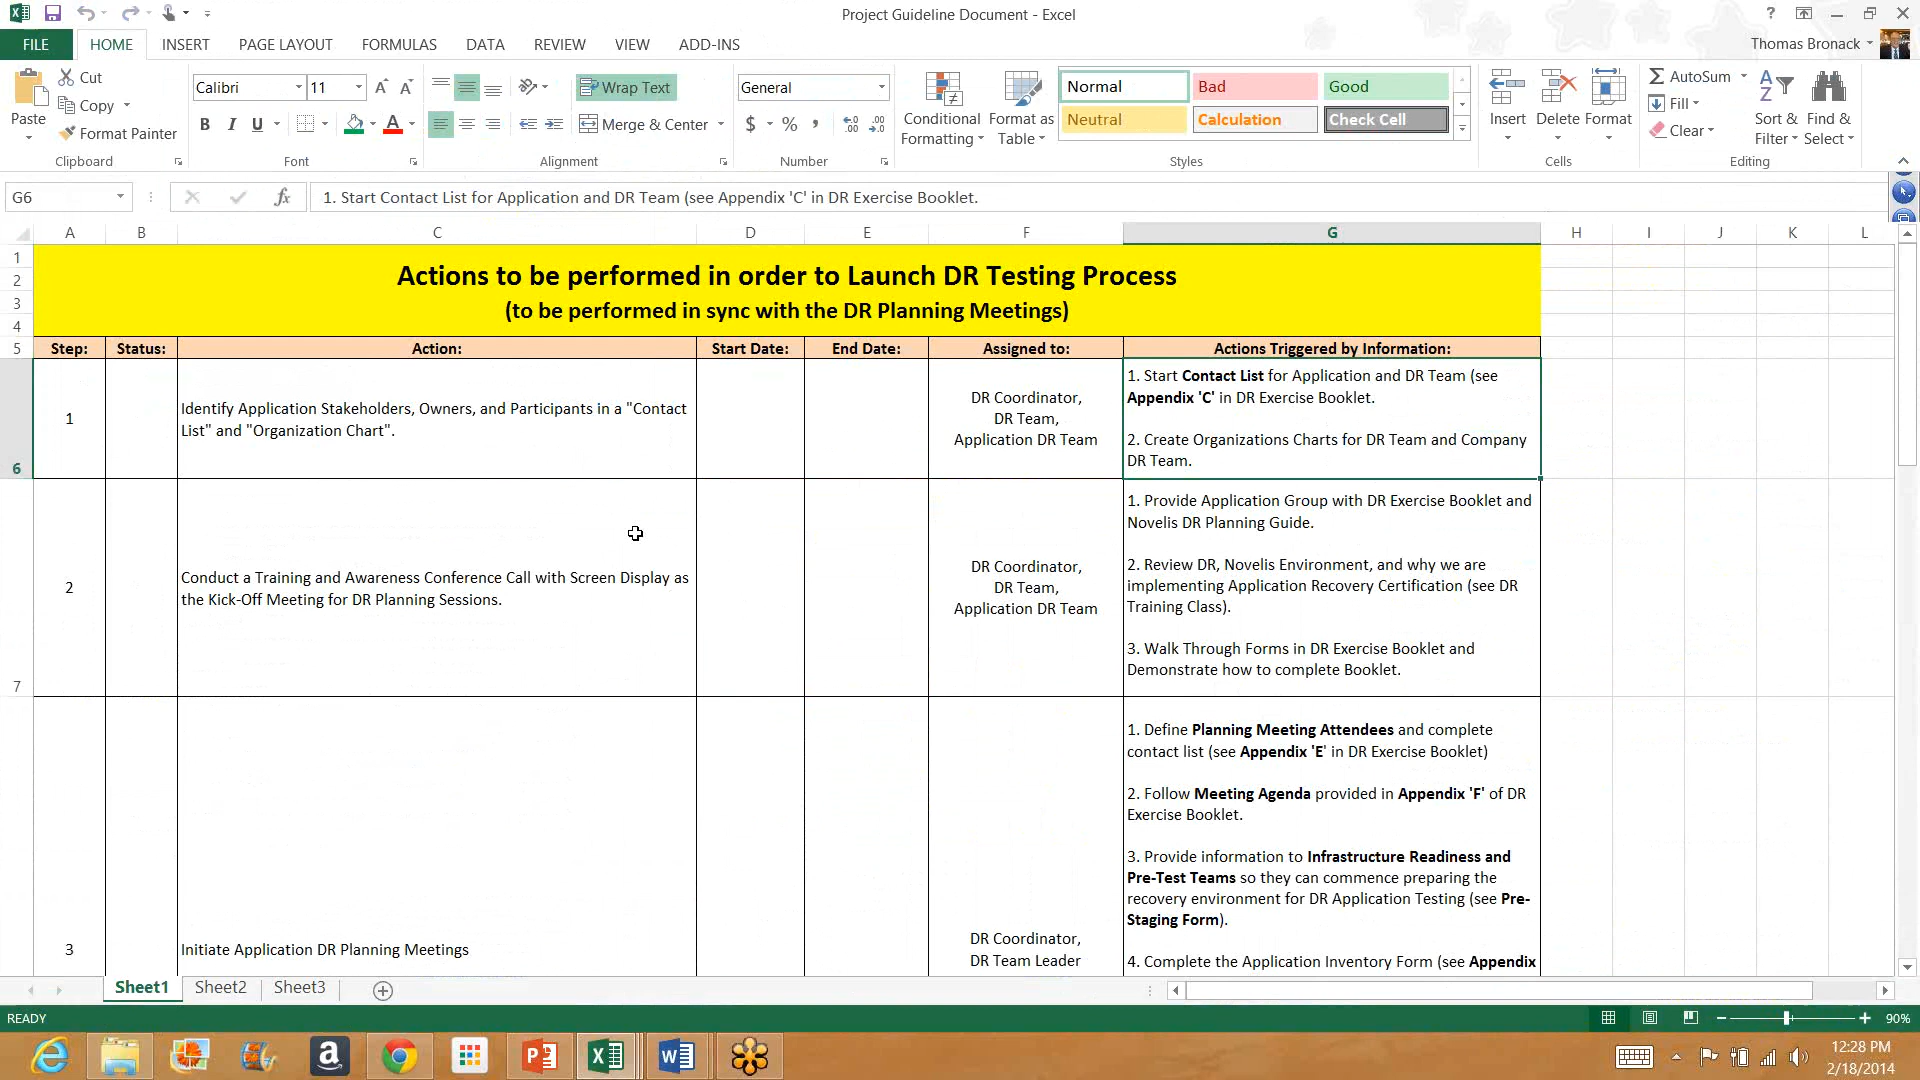 Project Guideline Document - Excel
FILE HOME INSERT PAGE LAYOUT FORMULAS DATA REVIEW VIEW ADD-INS
Thomas Bronack
Cut
Copy
Format Painter
Paste
Clipboard
Calibri 11
B I U
Font
Wrap Text
Merge & Center
Alignment
General
$ % ,
Number
Conditional Formatting
Format as Table
Normal Bad Good
Neutral Calculation Check Cell
Styles
Insert Delete Format
Cells
AutoSum
Fill
Clear
Sort & Filter
Find & Select
Editing
G6
fx
1. Start Contact List for Application and DR Team (see Appendix 'C' in DR Exercise Booklet.
A B C D E F G H I J K L
1
2
3
4
Actions to be performed in order to Launch DR Testing Process
(to be performed in sync with the DR Planning Meetings)
5
Step: Status: Action: Start Date: End Date: Assigned to: Actions Triggered by Information:
6
1
Identify Application Stakeholders, Owners, and Participants in a "Contact
List" and "Organization Chart".
DR Coordinator,
DR Team,
Application DR Team
1. Start Contact List for Application and DR Team (see
Appendix 'C' in DR Exercise Booklet.
2. Create Organizations Charts for DR Team and Company
DR Team.
7
2
Conduct a Training and Awareness Conference Call with Screen Display as
the Kick-Off Meeting for DR Planning Sessions.
DR Coordinator,
DR Team,
Application DR Team
1. Provide Application Group with DR Exercise Booklet and
Novelis DR Planning Guide.
2. Review DR, Novelis Environment, and why we are
implementing Application Recovery Certification (see DR
Training Class).
3. Walk Through Forms in DR Exercise Booklet and
Demonstrate how to complete Booklet.
3
Initiate Application DR Planning Meetings
DR Coordinator,
DR Team Leader
1. Define Planning Meeting Attendees and complete
contact list (see Appendix 'E' in DR Exercise Booklet)
2. Follow Meeting Agenda provided in Appendix 'F' of DR
Exercise Booklet.
3. Provide information to Infrastructure Readiness and
Pre-Test Teams so they can commence preparing the
recovery environment for DR Application Testing (see Pre-
Staging Form).
4. Complete the Application Inventory Form (see Appendix
Sheet1 Sheet2 Sheet3
READY
90%
12:28 PM
2/18/2014